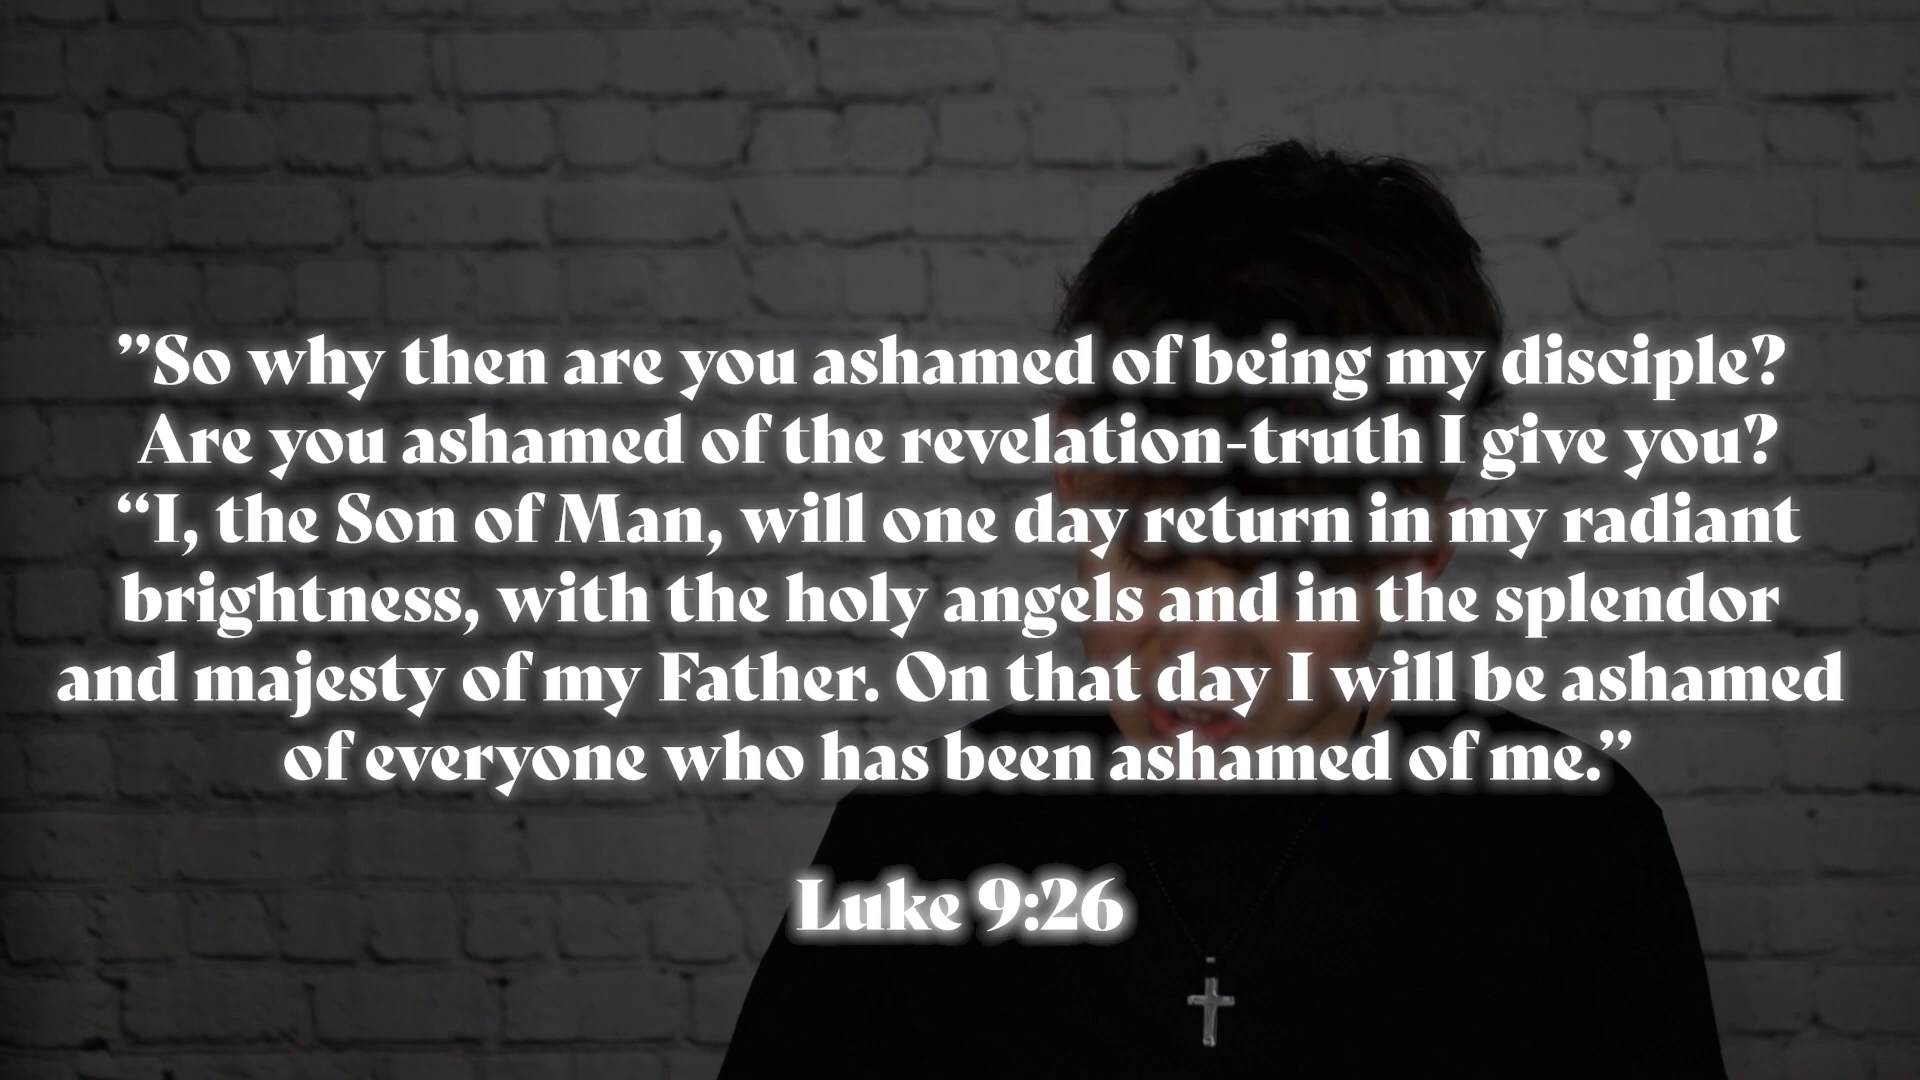 ”So why then are you ashamed of being my disciple?
Are you ashamed of the revelation-truth I give you?
“I, the Son of Man, will one day return in my radiant
brightness, with the holy angels and in the splendor
and majesty of my Father. On that day I will be ashamed
of everyone who has been ashamed of me.”
Luke 9:26